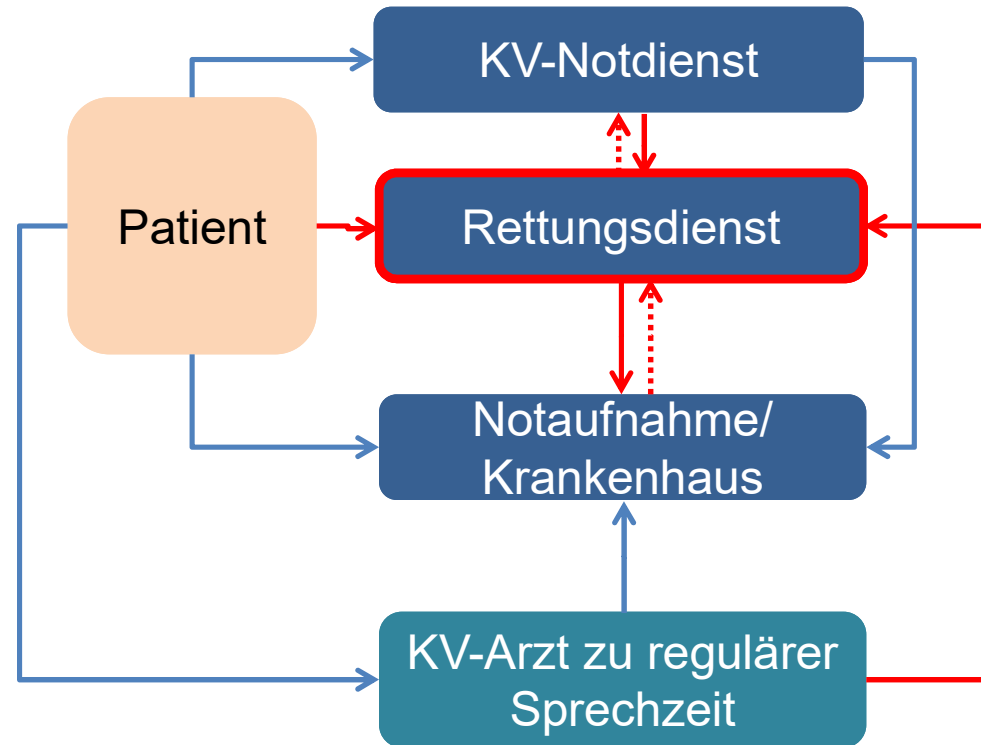 KV-Notdienst
Patient
Rettungsdienst
Notaufnahme/
Krankenhaus
KV-Arzt zu regulärer
Sprechzeit